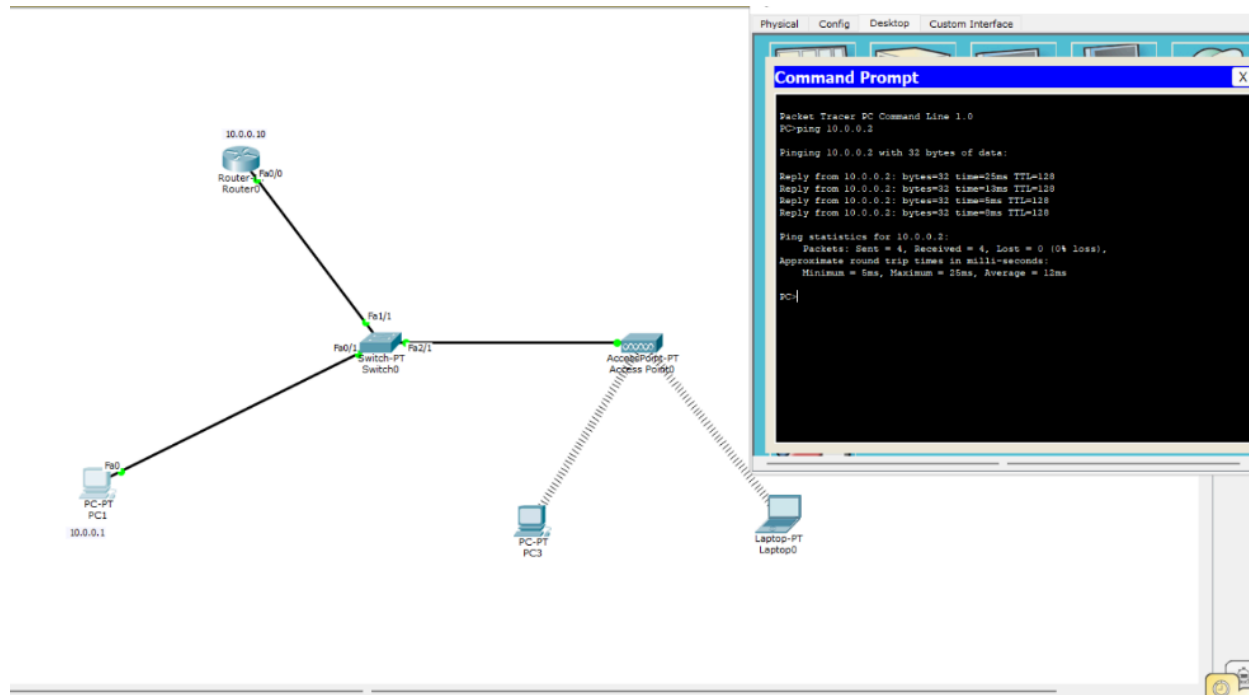 Physical Config Desktop Custom Interface
Command Prompt
X
Packet Tracer PC Command Line 1.0
PC>ping 10.0.0.2
Pinging 10.0.0.2 with 32 bytes of data:
Reply from 10.0.0.2: bytes=32 time=25ms TTL=128
Reply from 10.0.0.2: bytes=32 time=13ms TTL=128
Reply from 10.0.0.2: bytes=32 time=5ms TTL=128
Reply from 10.0.0.2: bytes=32 time=8ms TTL=128
Ping statistics for 10.0.0.2:
Packets: Sent = 4, Received = 4, Lost = 0 (0% loss),
Approximate round trip times in milli-seconds:
Minimum = 5ms, Maximum = 25ms, Average = 12ms
PC>
10.0.0.10
Fa0/0
Router-
Router0
Fa1/1
Fa0/1
Fa2/1
Switch-PT
Switch0
AccessPoint-PT
Access Point0
Fa0
PC-PT
PC1
10.0.0.1
PC-PT
PC3
Laptop-PT
Laptop0